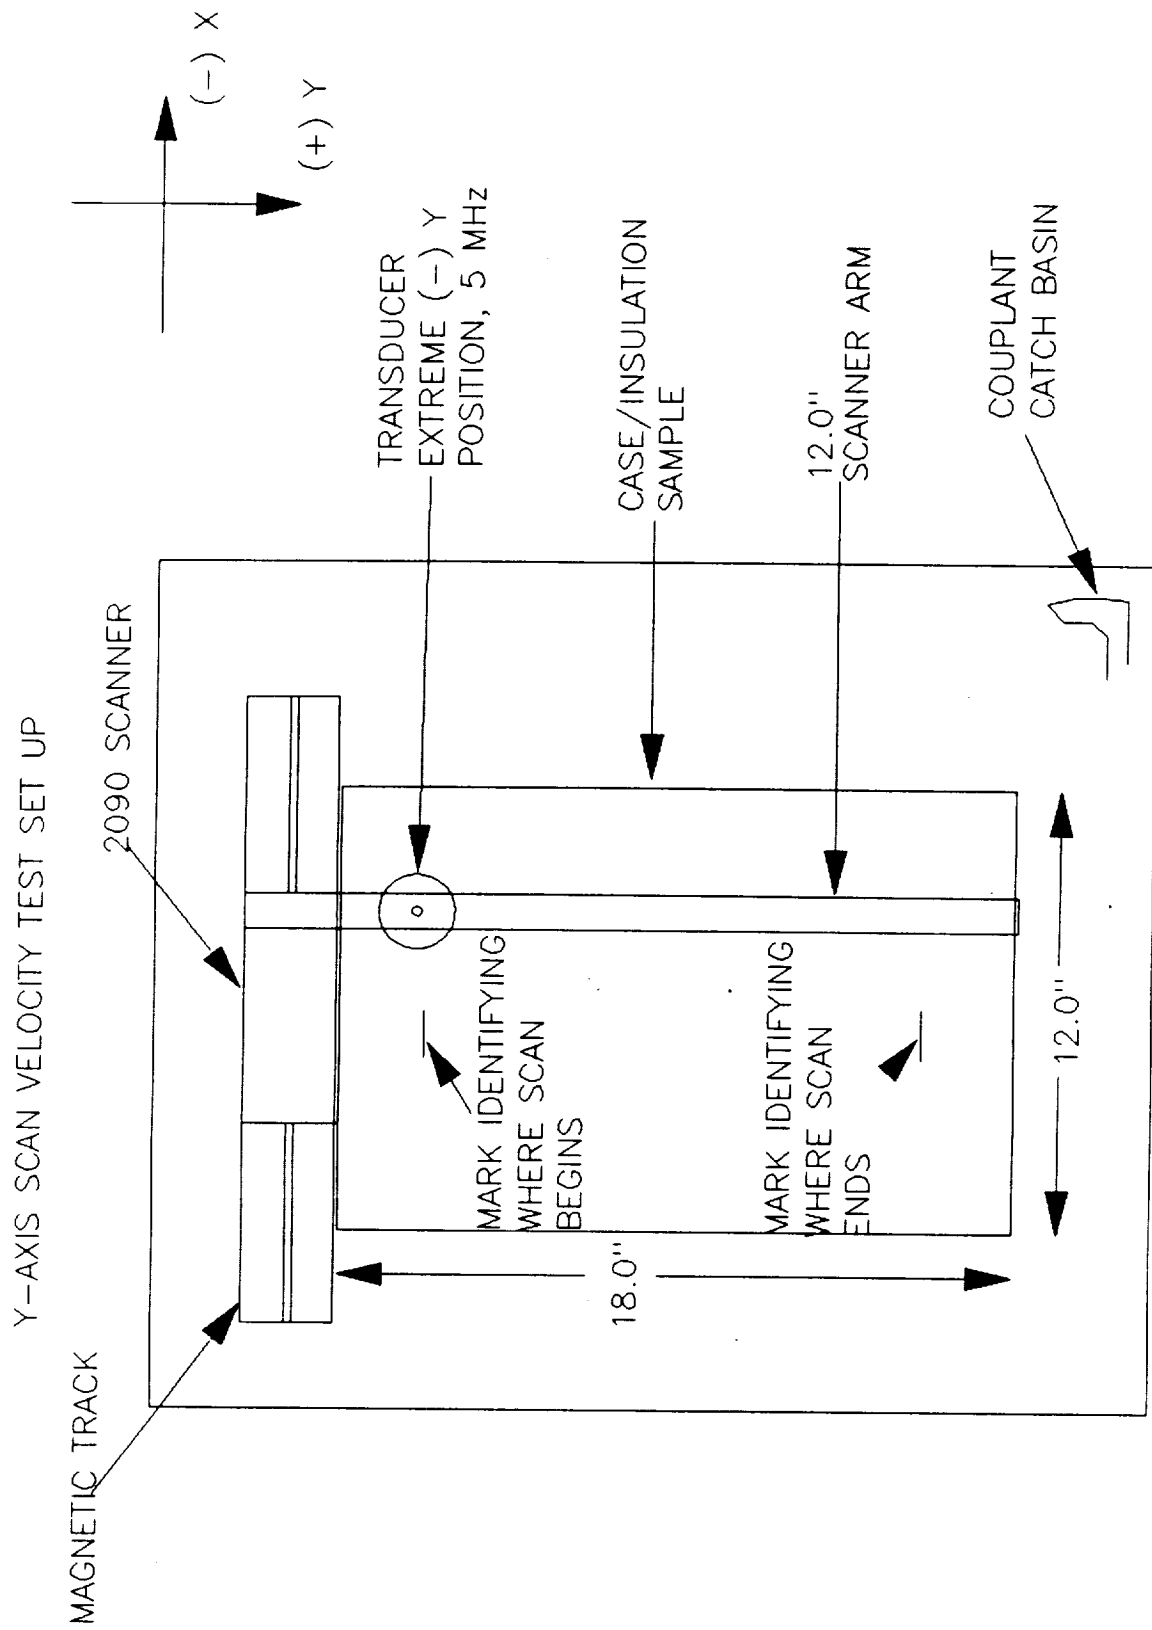 Y-AXIS SCAN VELOCITY TEST SET UP
MAGNETIC TRACK
2090 SCANNER
(-) X
(+) Y
TRANSDUCER
EXTREME (-) Y
POSITION, 5 MHz
MARK IDENTIFYING
WHERE SCAN
BEGINS
CASE/INSULATION
SAMPLE
18.0"
MARK IDENTIFYING
WHERE SCAN
ENDS
12.0"
SCANNER ARM
COUPLANT
CATCH BASIN
12.0"